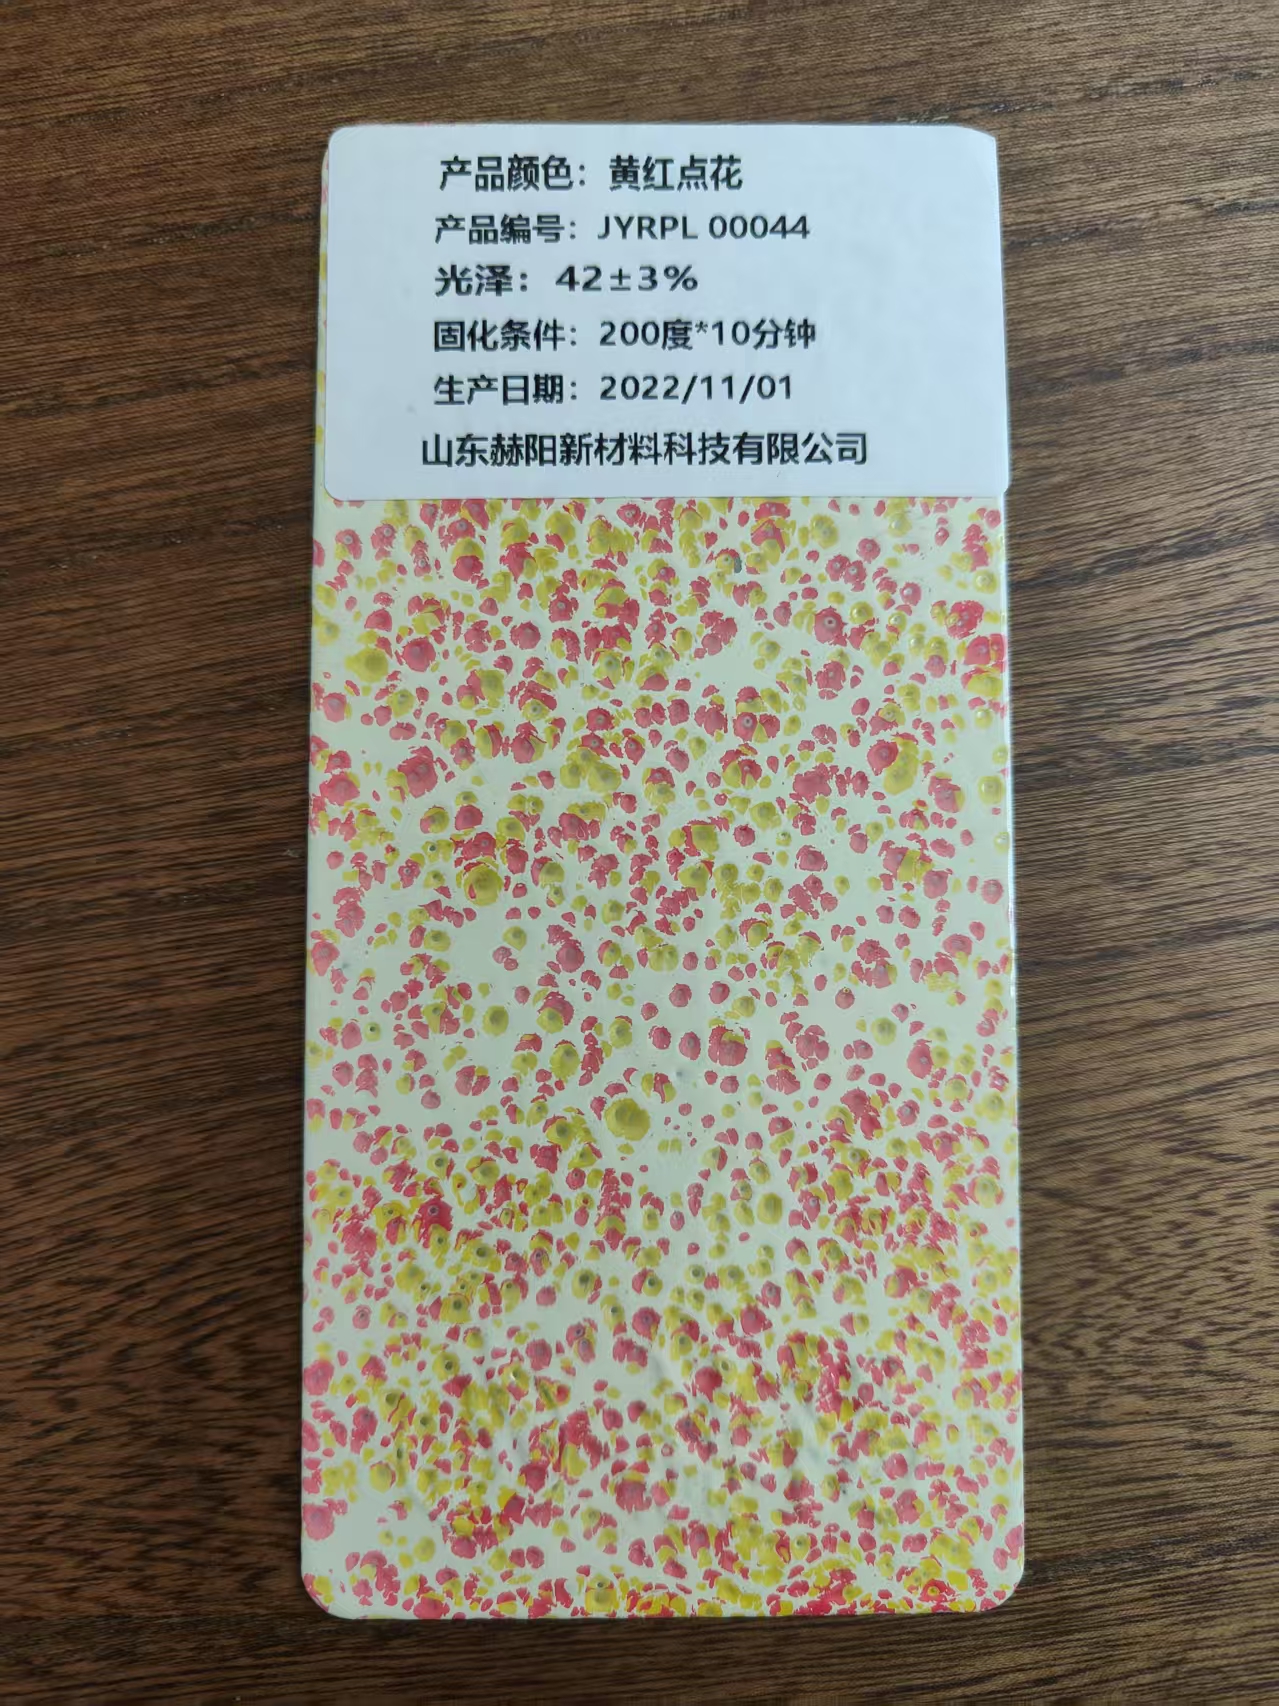 产品颜色：黄红点花
产品编号：JYRPL 00044
光泽：42±3%
固化条件：200度*10分钟
生产日期：2022/11/01
山东赫阳新材料科技有限公司